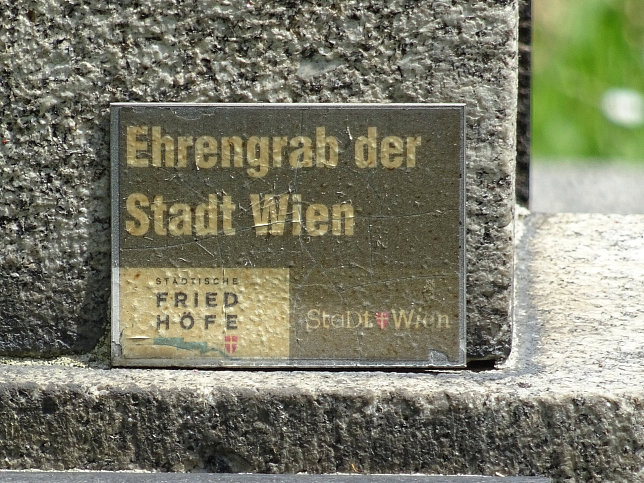 Ehrengrab der
Stadt Wien
STÄDTISCHE
FRIED
HÖFE
StaDt Wien